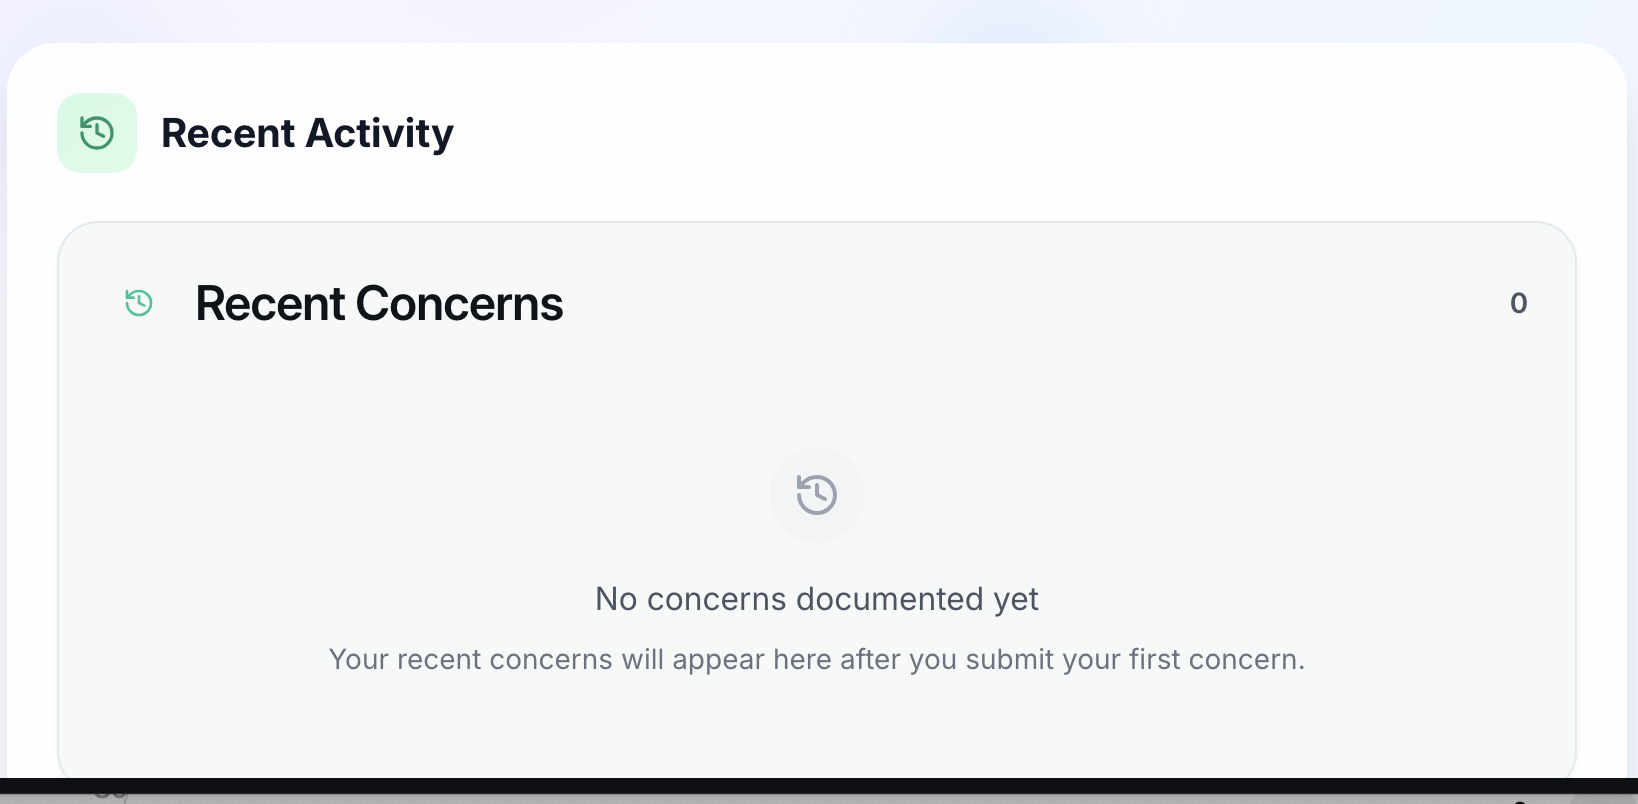 Recent Activity
Recent Concerns
0
No concerns documented yet
Your recent concerns will appear here after you submit your first concern.